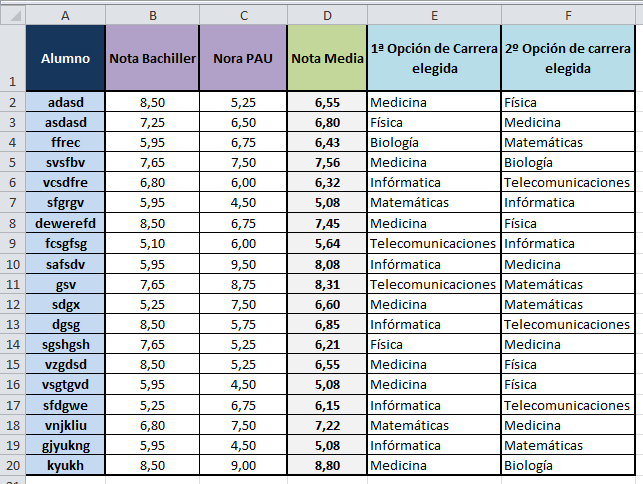 A B C D E F
1 Alumno Nota Bachiller Nora PAU Nota Media 1ª Opción de Carrera elegida 2º Opción de carrera elegida
2 adasd 8,50 5,25 6,55 Medicina Física
3 asdasd 7,25 6,50 6,80 Física Medicina
4 ffrec 5,95 6,75 6,43 Biología Matemáticas
5 svsfbv 7,65 7,50 7,56 Medicina Biología
6 vcsdfre 6,80 6,00 6,32 Infórmatica Telecomunicaciones
7 sfgrgv 5,95 4,50 5,08 Matemáticas Infórmatica
8 dewerefd 8,50 6,75 7,45 Medicina Física
9 fcsgfsg 5,10 6,00 5,64 Telecomunicaciones Infórmatica
10 safsdv 5,95 9,50 8,08 Infórmatica Medicina
11 gsv 7,65 8,75 8,31 Telecomunicaciones Matemáticas
12 sdgx 5,25 7,50 6,60 Medicina Matemáticas
13 dgsg 8,50 5,75 6,85 Infórmatica Telecomunicaciones
14 sgshgsh 7,65 5,25 6,21 Física Medicina
15 vzgdsd 8,50 5,25 6,55 Medicina Física
16 vsgtgvd 5,95 4,50 5,08 Medicina Física
17 sfdgwe 5,25 6,75 6,15 Infórmatica Telecomunicaciones
18 vnjkliu 6,80 7,50 7,22 Matemáticas Medicina
19 gjyukng 5,95 4,50 5,08 Infórmatica Matemáticas
20 kyukh 8,50 9,00 8,80 Medicina Biología